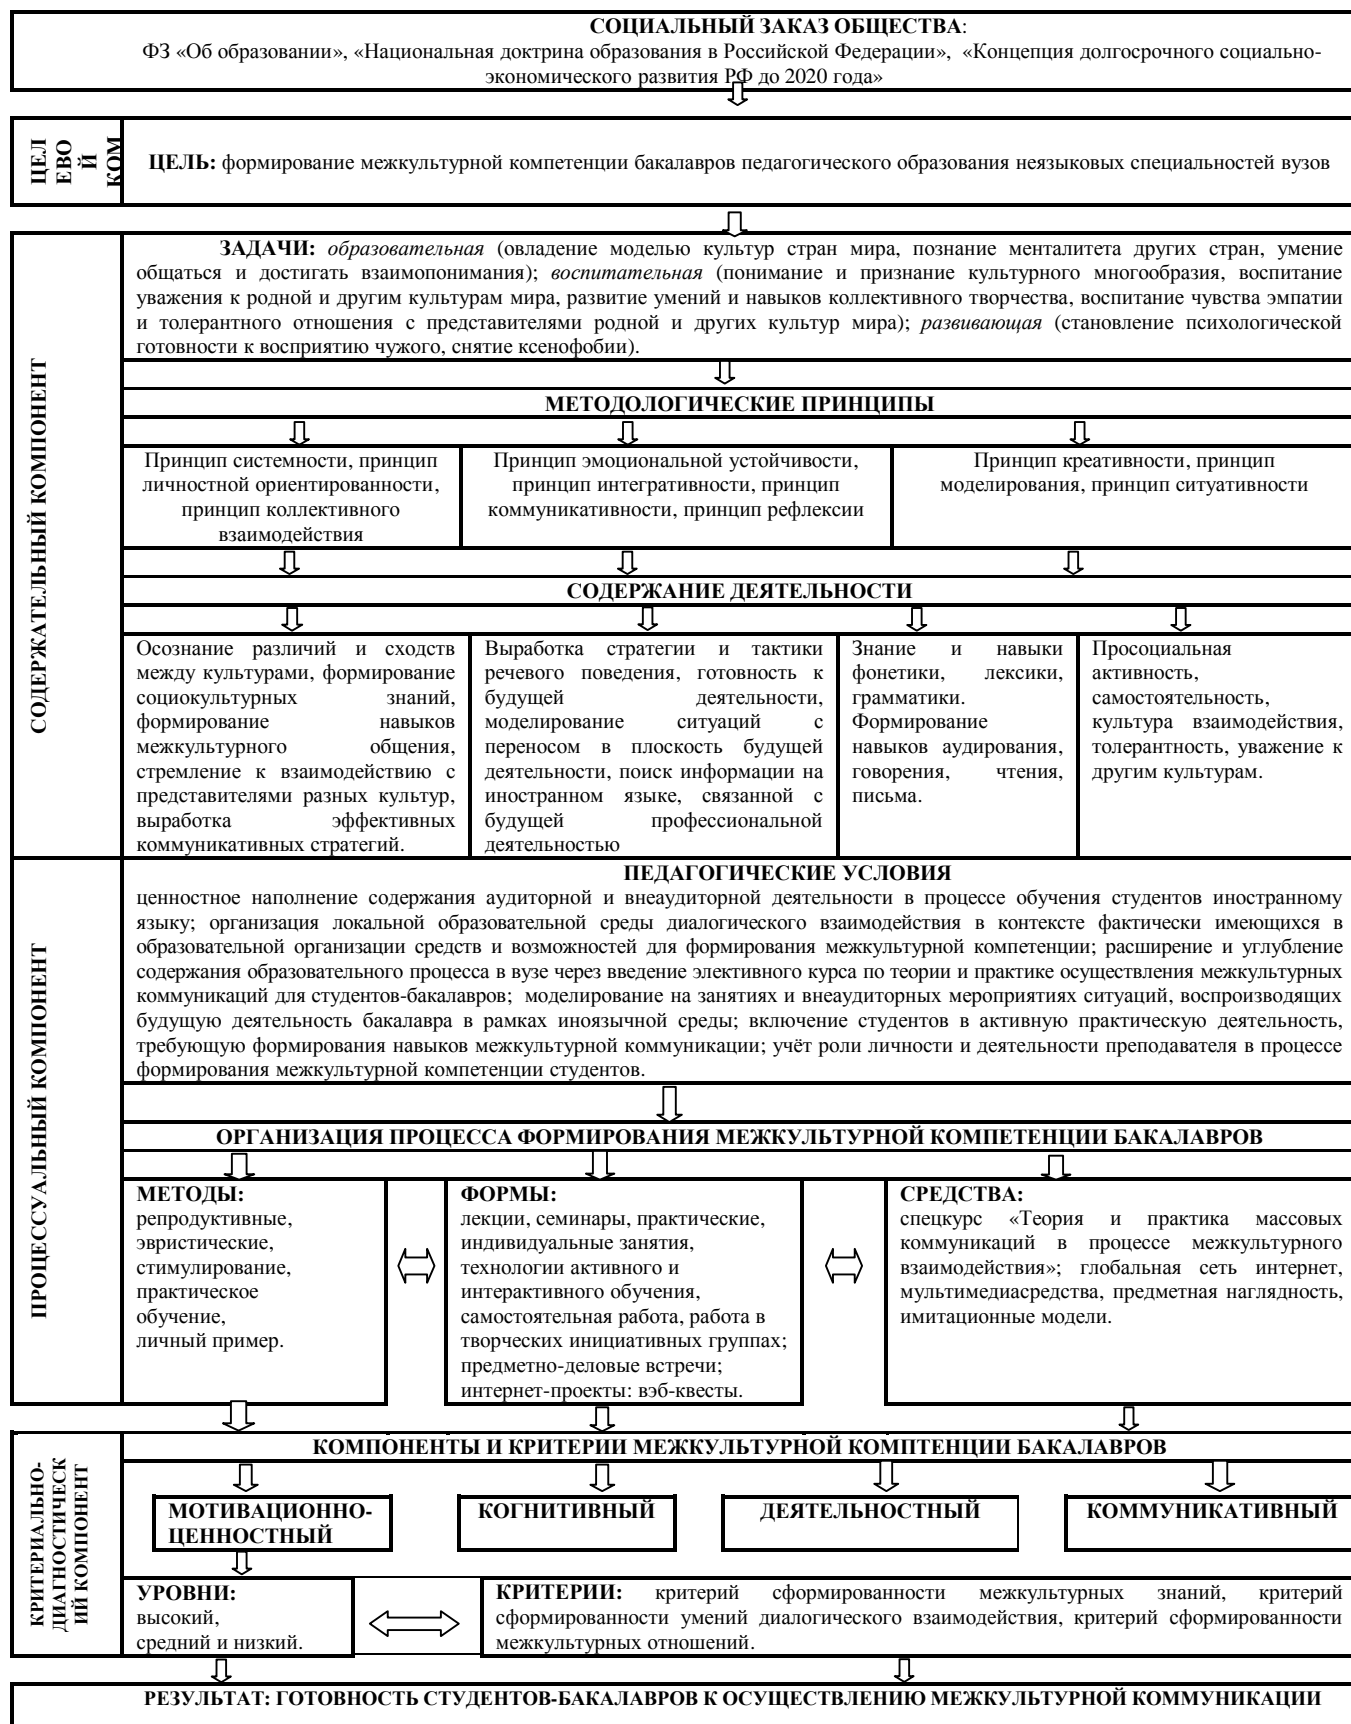 СОЦИАЛЬНЫЙ ЗАКАЗ ОБЩЕСТВА:
ФЗ «Об образовании», «Национальная доктрина образования в Российской Федерации», «Концепция долгосрочного социально-
экономического развития РФ до 2020 года»
ЦЕЛ
ЕВО
Й
КОМ
ЦЕЛЬ: формирование межкультурной компетенции бакалавров педагогического образования неязыковых специальностей вузов
СОДЕРЖАТЕЛЬНЫЙ КОМПОНЕНТ
ЗАДАЧИ: образовательная (овладение моделью культур стран мира, познание менталитета других стран, умение
общаться и достигать взаимопонимания); воспитательная (понимание и признание культурного многообразия, воспитание
уважения к родной и другим культурам мира, развитие умений и навыков коллективного творчества, воспитание чувства эмпатии
и толерантного отношения с представителями родной и других культур мира); развивающая (становление психологической
готовности к восприятию чужого, снятие ксенофобии).
МЕТОДОЛОГИЧЕСКИЕ ПРИНЦИПЫ
Принцип системности, принцип
личностной ориентированности,
принцип коллективного
взаимодействия
Принцип эмоциональной устойчивости,
принцип интегративности, принцип
коммуникативности, принцип рефлексии
Принцип креативности, принцип
моделирования, принцип ситуативности
СОДЕРЖАНИЕ ДЕЯТЕЛЬНОСТИ
Осознание различий и сходств
между культурами, формирование
социокультурных знаний,
формирование навыков
межкультурного общения,
стремление к взаимодействию с
представителями разных культур,
выработка эффективных
коммуникативных стратегий.
Выработка стратегии и тактики
речевого поведения, готовность к
будущей деятельности,
моделирование ситуаций с
переносом в плоскость будущей
деятельности, поиск информации на
иностранном языке, связанной с
будущей профессиональной
деятельностью
Знание и навыки
фонетики, лексики,
грамматики.
Формирование
навыков аудирования,
говорения, чтения,
письма.
Просоциальная
активность,
самостоятельность,
культура взаимодействия,
толерантность, уважение к
другим культурам.
ПРОЦЕССУАЛЬНЫЙ КОМПОНЕНТ
ПЕДАГОГИЧЕСКИЕ УСЛОВИЯ
ценностное наполнение содержания аудиторной и внеаудиторной деятельности в процессе обучения студентов иностранному
языку; организация локальной образовательной среды диалогического взаимодействия в контексте фактически имеющихся в
образовательной организации средств и возможностей для формирования межкультурной компетенции; расширение и углубление
содержания образовательного процесса в вузе через введение элективного курса по теории и практике осуществления межкультурных
коммуникаций для студентов-бакалавров; моделирование на занятиях и внеаудиторных мероприятиях ситуаций, воспроизводящих
будущую деятельность бакалавра в рамках иноязычной среды; включение студентов в активную практическую деятельность,
требующую формирования навыков межкультурной коммуникации; учёт роли личности и деятельности преподавателя в процессе
формирования межкультурной компетенции студентов.
ОРГАНИЗАЦИЯ ПРОЦЕССА ФОРМИРОВАНИЯ МЕЖКУЛЬТУРНОЙ КОМПЕТЕНЦИИ БАКАЛАВРОВ
МЕТОДЫ:
репродуктивные,
эвристические,
стимулирование,
практическое
обучение,
личный пример.
ФОРМЫ:
лекции, семинары, практические,
индивидуальные занятия,
технологии активного и
интерактивного обучения,
самостоятельная работа, работа в
творческих инициативных группах;
предметно-деловые встречи;
интернет-проекты: вэб-квесты.
СРЕДСТВА:
спецкурс «Теория и практика массовых
коммуникаций в процессе межкультурного
взаимодействия»; глобальная сеть интернет,
мультимедиасредства, предметная наглядность,
имитационные модели.
КРИТЕРИАЛЬНО-
ДИАГНОСТИЧЕСК
ИЙ КОМПОНЕНТ
КОМПОНЕНТЫ И КРИТЕРИИ МЕЖКУЛЬТУРНОЙ КОМПТЕНЦИИ БАКАЛАВРОВ
МОТИВАЦИОННО-
ЦЕННОСТНЫЙ
КОГНИТИВНЫЙ
ДЕЯТЕЛЬНОСТНЫЙ
КОММУНИКАТИВНЫЙ
УРОВНИ:
высокий,
средний и низкий.
КРИТЕРИИ: критерий сформированности межкультурных знаний, критерий
сформированности умений диалогического взаимодействия, критерий сформированности
межкультурных отношений.
РЕЗУЛЬТАТ: ГОТОВНОСТЬ СТУДЕНТОВ-БАКАЛАВРОВ К ОСУЩЕСТВЛЕНИЮ МЕЖКУЛЬТУРНОЙ КОММУНИКАЦИИ